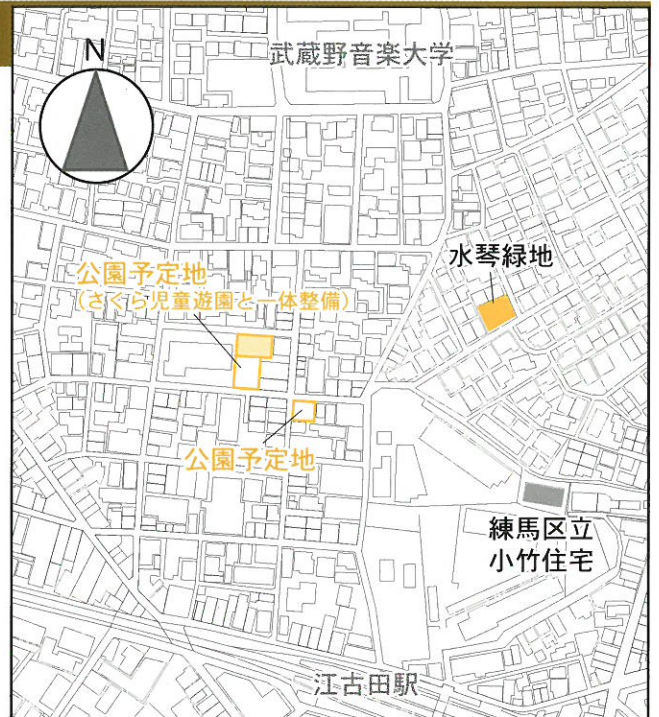 N
武蔵野音楽大学
水琴緑地
公園予定地
(さくら児童遊園と一体整備)
公園予定地
練馬区立
小竹住宅
江古田駅